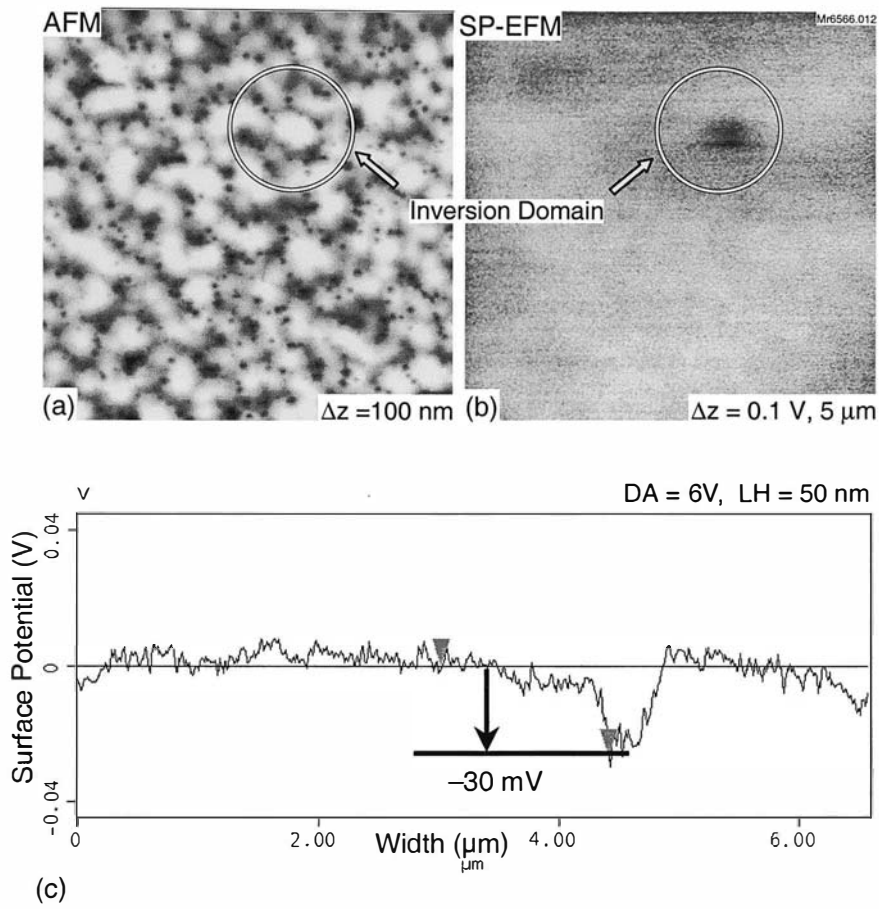 AFM
SP-EFM
Mr6566.012
Inversion Domain
(a)
Δz =100 nm
(b)
Δz = 0.1 V, 5 µm
V
DA = 6V, LH = 50 nm
Surface Potential (V)
0.04
0
-0.04
–30 mV
0
2.00
4.00
6.00
Width (µm)
µm
(c)